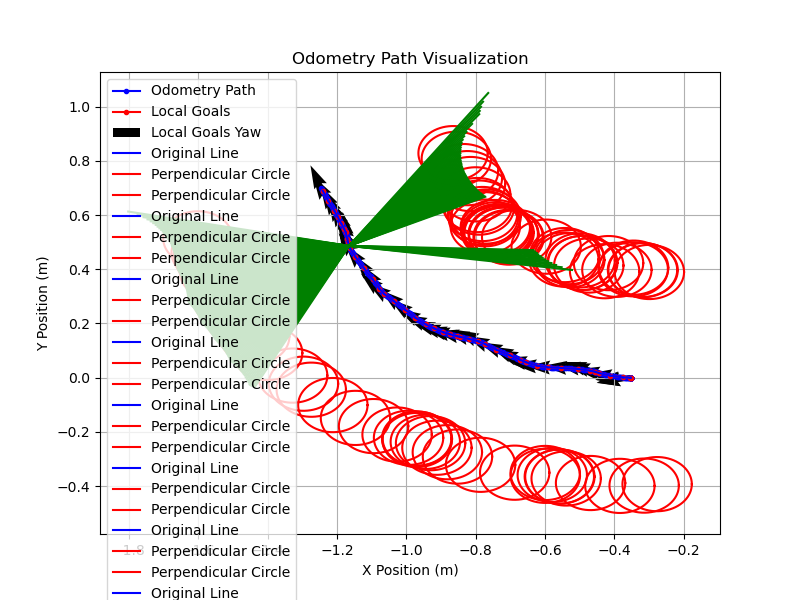 Odometry Path Visualization
Y Position (m)
1.0
0.8
0.6
0.4
0.2
0.0
−0.2
−0.4
Odometry Path
Local Goals
Local Goals Yaw
Original Line
Perpendicular Circle
Perpendicular Circle
Original Line
Perpendicular Circle
Perpendicular Circle
Original Line
Perpendicular Circle
Perpendicular Circle
Original Line
Perpendicular Circle
Perpendicular Circle
Original Line
Perpendicular Circle
Perpendicular Circle
Original Line
Perpendicular Circle
Perpendicular Circle
Original Line
Perpendicular Circle
Perpendicular Circle
Original Line
−1.8 −1.2 −1.0 −0.8 −0.6 −0.4 −0.2
X Position (m)